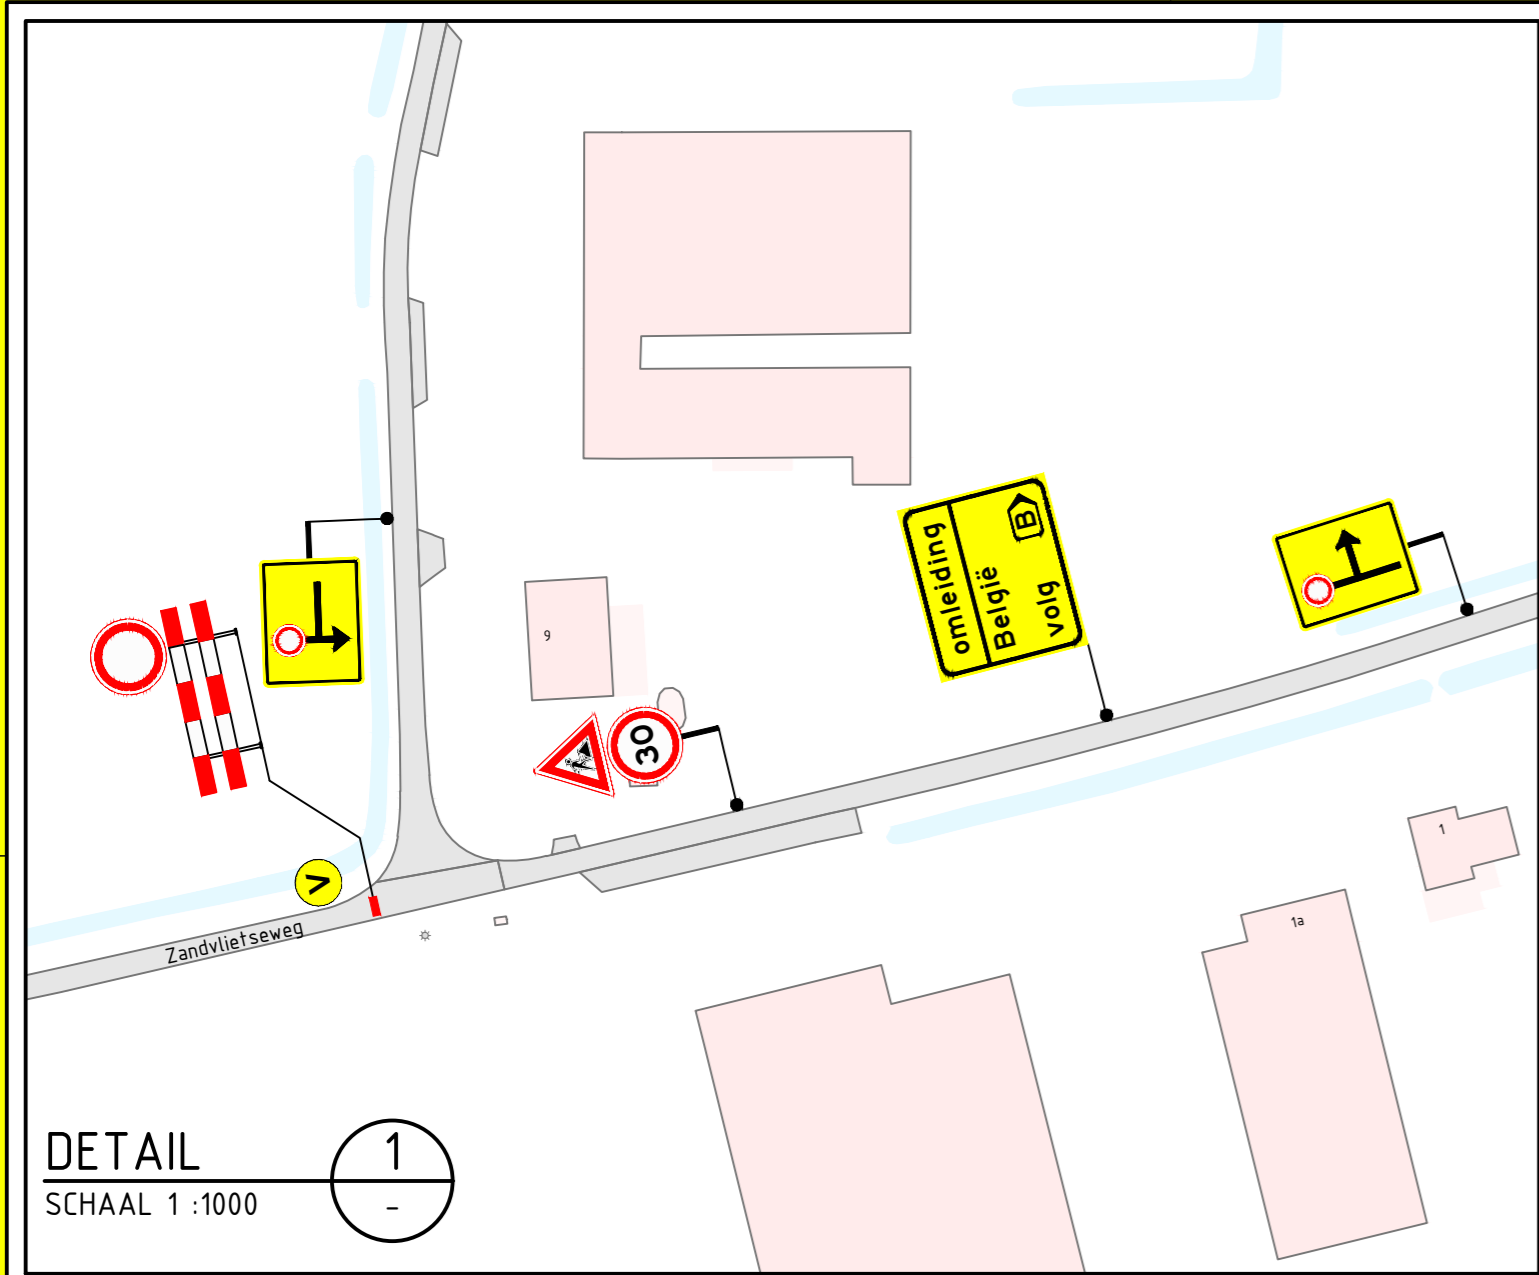 omleiding
België
volg
B
9
30
1
1a
V
Zandvlietseweg
DETAIL
1
SCHAAL 1 :1000
-